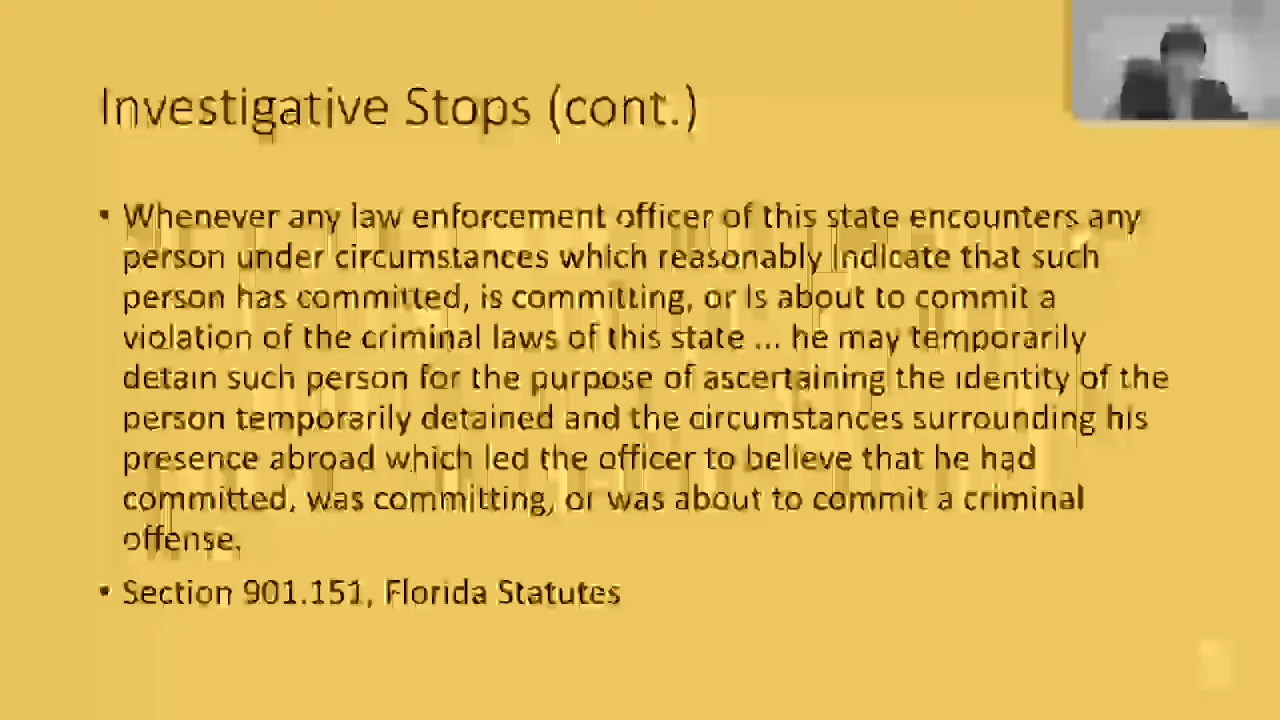 Investigative Stops (cont.)
• Whenever any law enforcement officer of this state encounters any
person under circumstances which reasonably indicate that such
person has committed, is committing, or is about to commit a
violation of the criminal laws of this state ... he may temporarily
detain such person for the purpose of ascertaining the identity of the
person temporarily detained and the circumstances surrounding his
presence abroad which led the officer to believe that he had
committed, was committing, or was about to commit a criminal
offense.
• Section 901.151, Florida Statutes